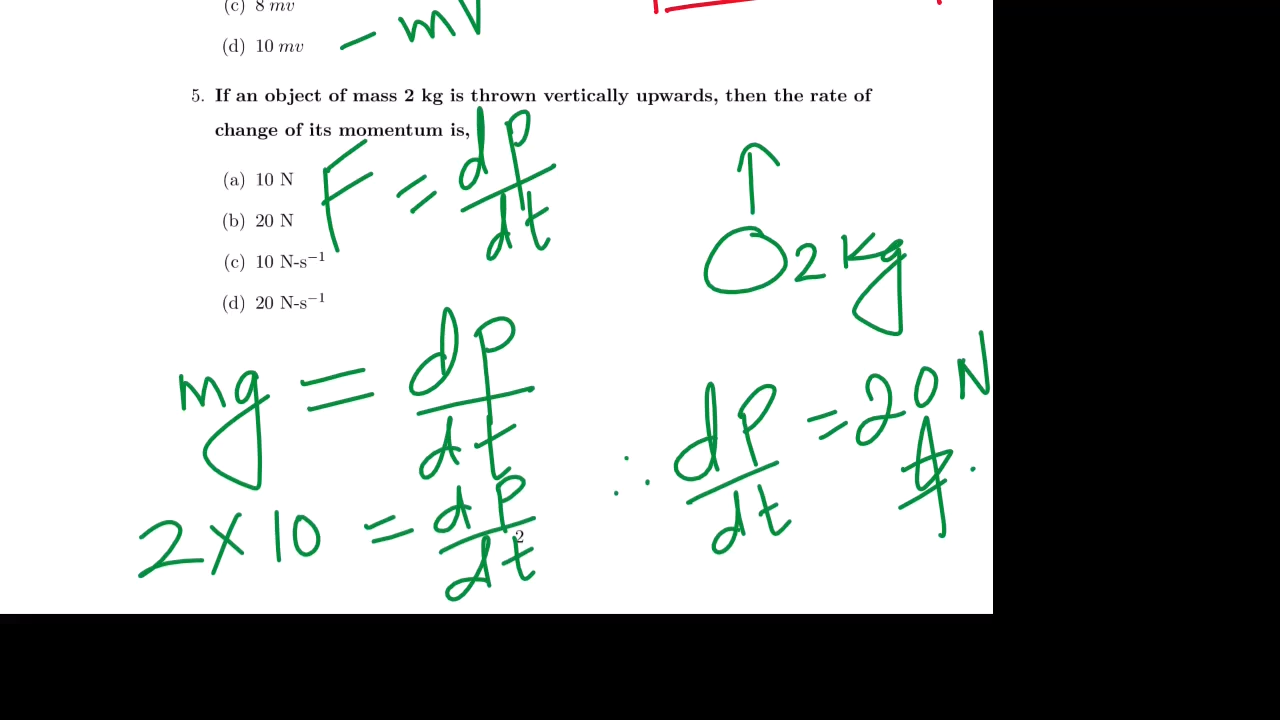 (c) 8 mv
(d) 10 mv
- mv
5. If an object of mass 2 kg is thrown vertically upwards, then the rate of
change of its momentum is,
(a) 10 N
(b) 20 N
(c) 10 N-s⁻¹
(d) 20 N-s⁻¹
F = dp/dt
2 kg
mg = dp/dt
2 × 10 = dp/dt
∴ dp/dt = 20 N
2